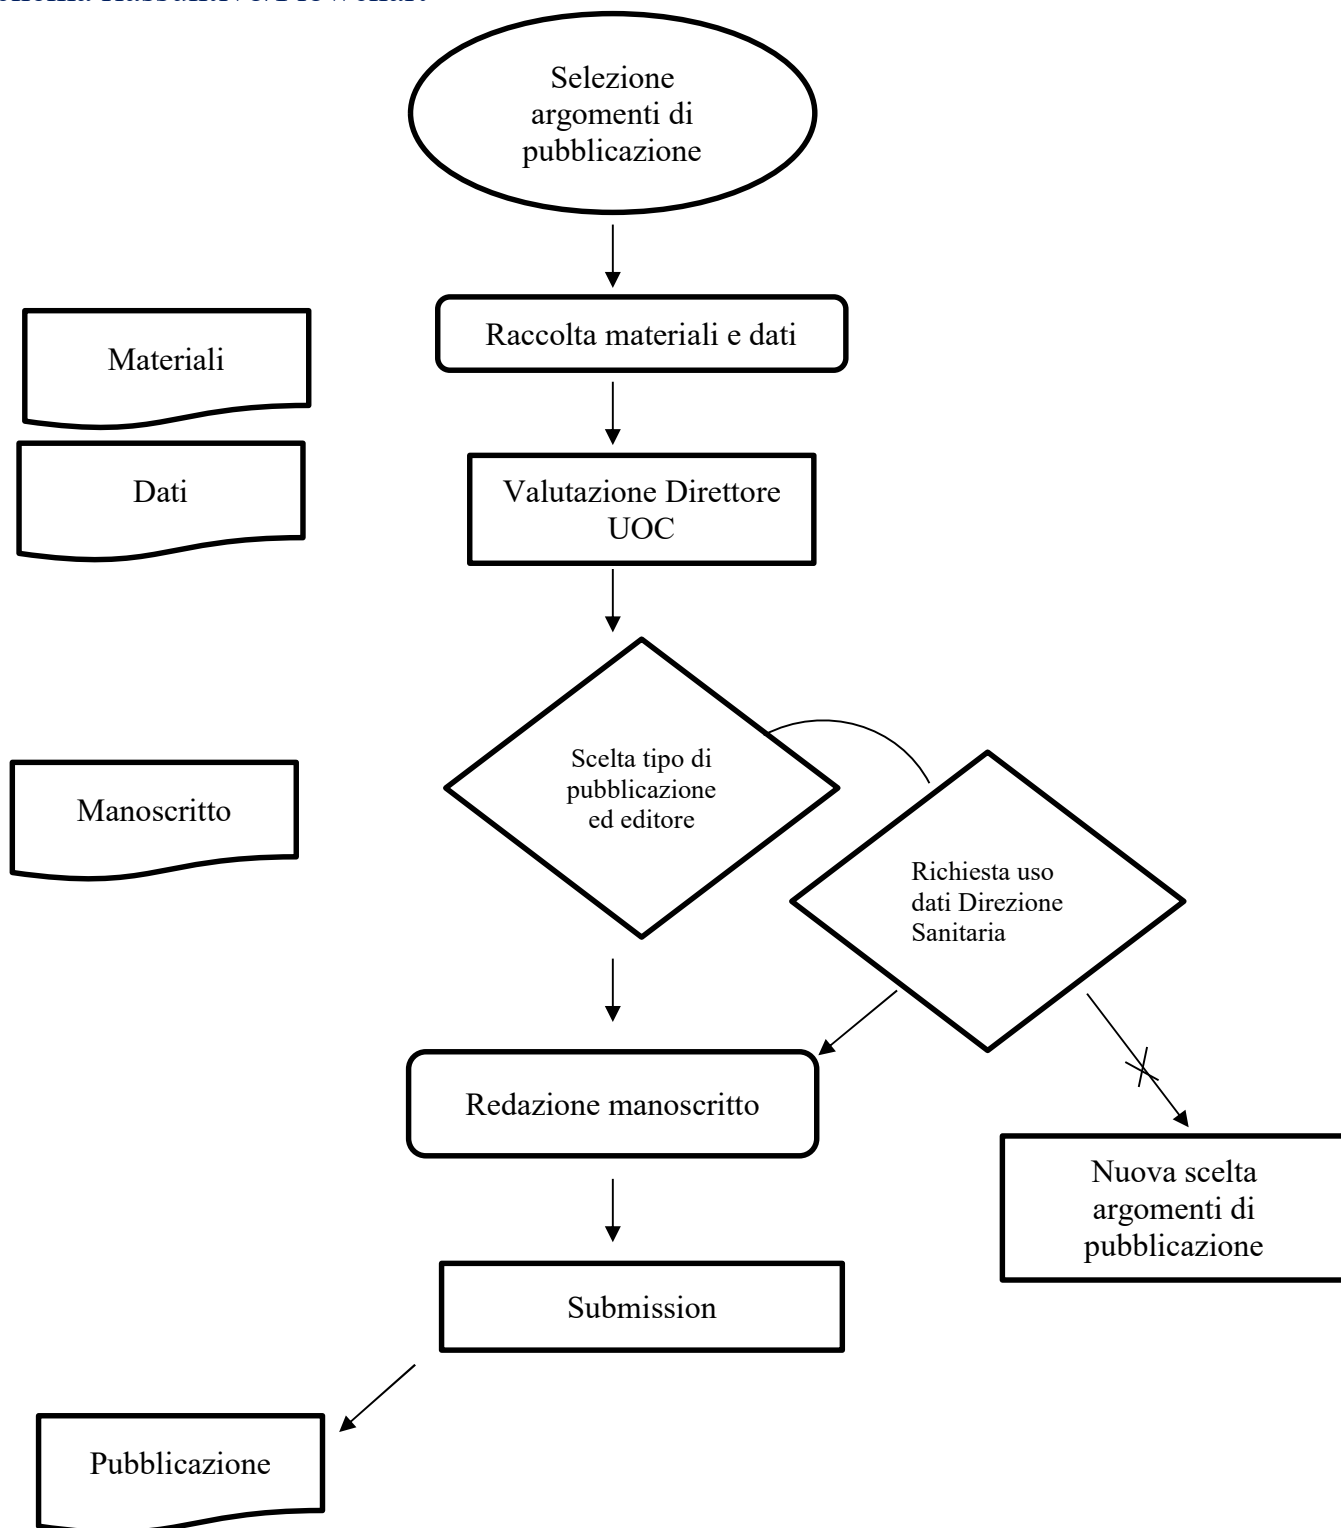 Selezione
argomenti di
pubblicazione
Raccolta materiali e dati
Materiali
Valutazione Direttore
UOC
Dati
Scelta tipo di
pubblicazione
ed editore
Manoscritto
Richiesta uso
dati Direzione
Sanitaria
Redazione manoscritto
Nuova scelta
argomenti di
pubblicazione
Submission
Pubblicazione